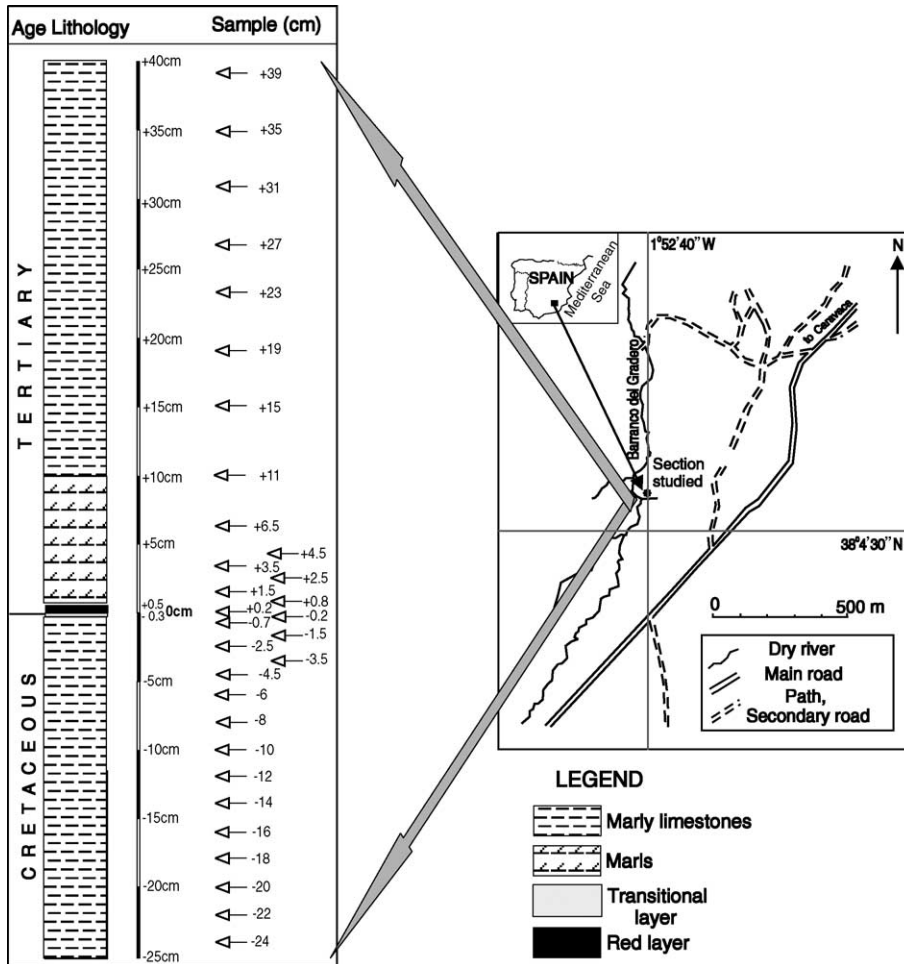 Age Lithology Sample (cm)
TERTIARY
CRETACEOUS
+40cm
+35cm
+30cm
+25cm
+20cm
+15cm
+10cm
+5cm
+0.5
0cm
- 0.3
-5cm
-10cm
-15cm
-20cm
-25cm
+39
+35
+31
+27
+23
+19
+15
+11
+6.5
+4.5
+3.5
+2.5
+1.5
+0.8
+0.2
-0.2
-0.7
-1.5
-2.5
-3.5
-4.5
-6
-8
-10
-12
-14
-16
-18
-20
-22
-24
SPAIN
Mediterranean
Sea
1°52'40'' W
N
to Caravaca
Barranco del Gradero
Section
studied
38°4'30'' N
0 500 m
Dry river
Main road
Path,
Secondary road
LEGEND
Marly limestones
Marls
Transitional
layer
Red layer